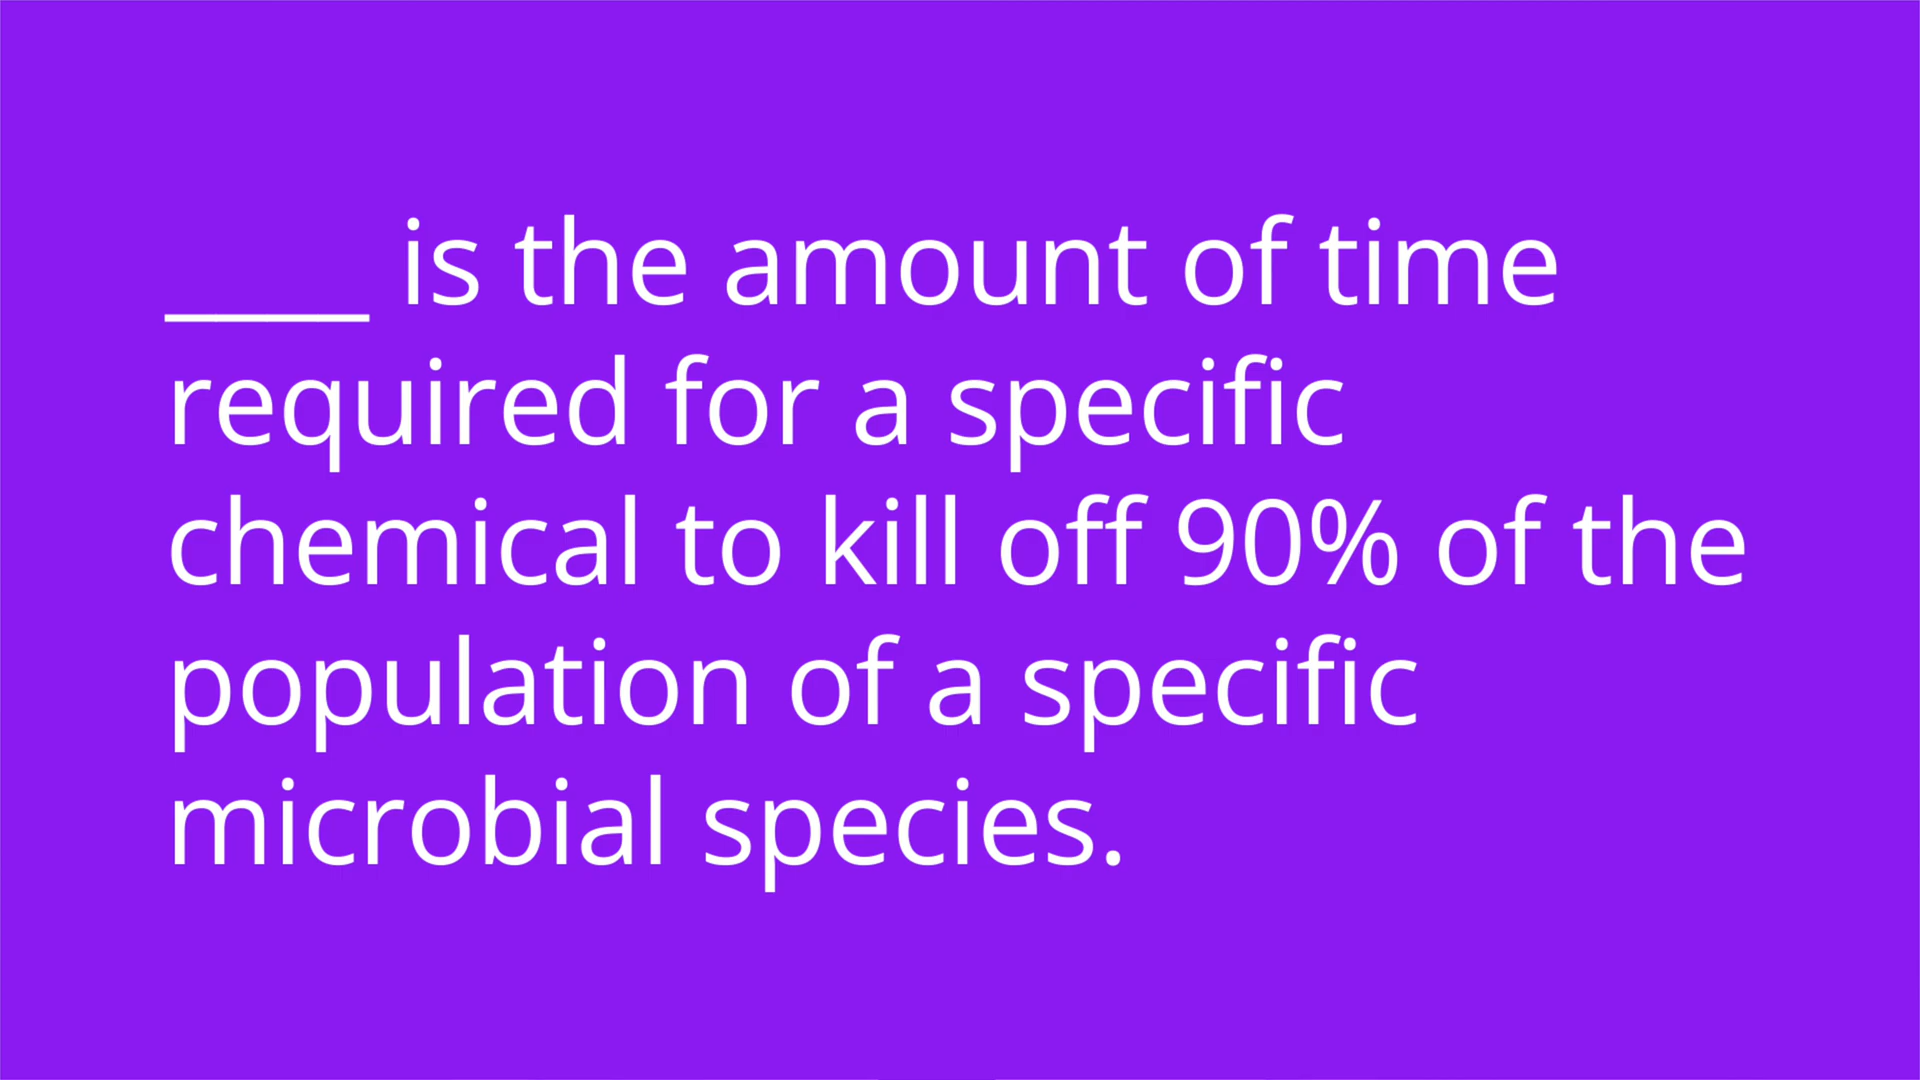 ____ is the amount of time
required for a specific
chemical to kill off 90% of the
population of a specific
microbial species.